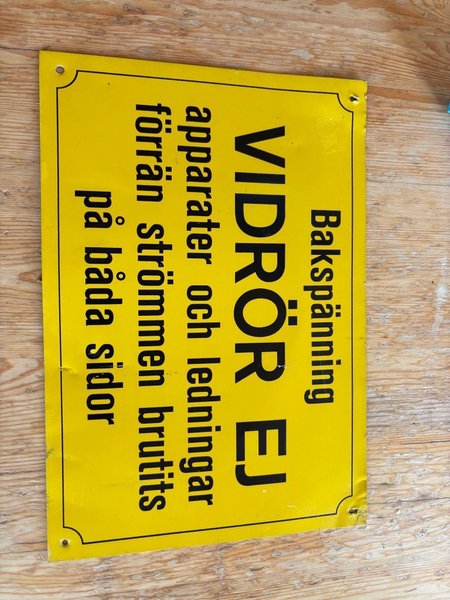 Bakspänning
VIDRÖR EJ
apparater och ledningar
förrän strömmen brutits
på båda sidor